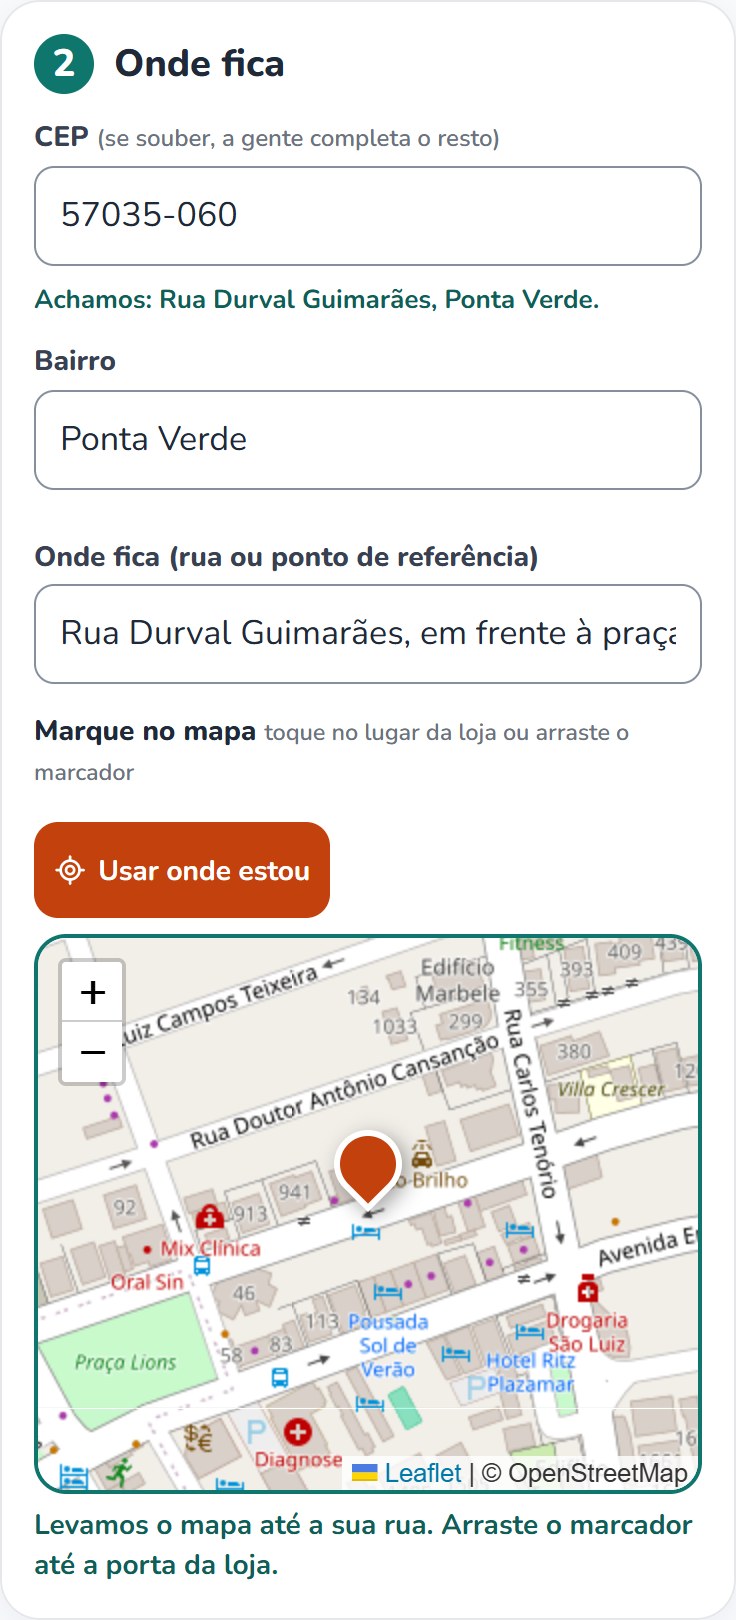 2 Onde fica
CEP (se souber, a gente completa o resto)
57035-060
Achamos: Rua Durval Guimarães, Ponta Verde.
Bairro
Ponta Verde
Onde fica (rua ou ponto de referência)
Rua Durval Guimarães, em frente à praça
Marque no mapa toque no lugar da loja ou arraste o
marcador
Usar onde estou
+
−
Fitness
409
439
393
Edifício
Marbele
355
134
1033
299
Luiz Campos Teixeira
Rua Doutor Antônio Cansanção
Rua Carlos Tenório
380
Villa Crescer
Brilho
941
913
92
Mix Clínica
Oral Sin
46
113
83
58
Praça Lions
Pousada
Sol de
Verão
Avenida
Drogaria
São Luiz
Hotel Ritz
Plazamar
P
P
Diagnose
16
Leaflet | © OpenStreetMap
Levamos o mapa até a sua rua. Arraste o marcador
até a porta da loja.